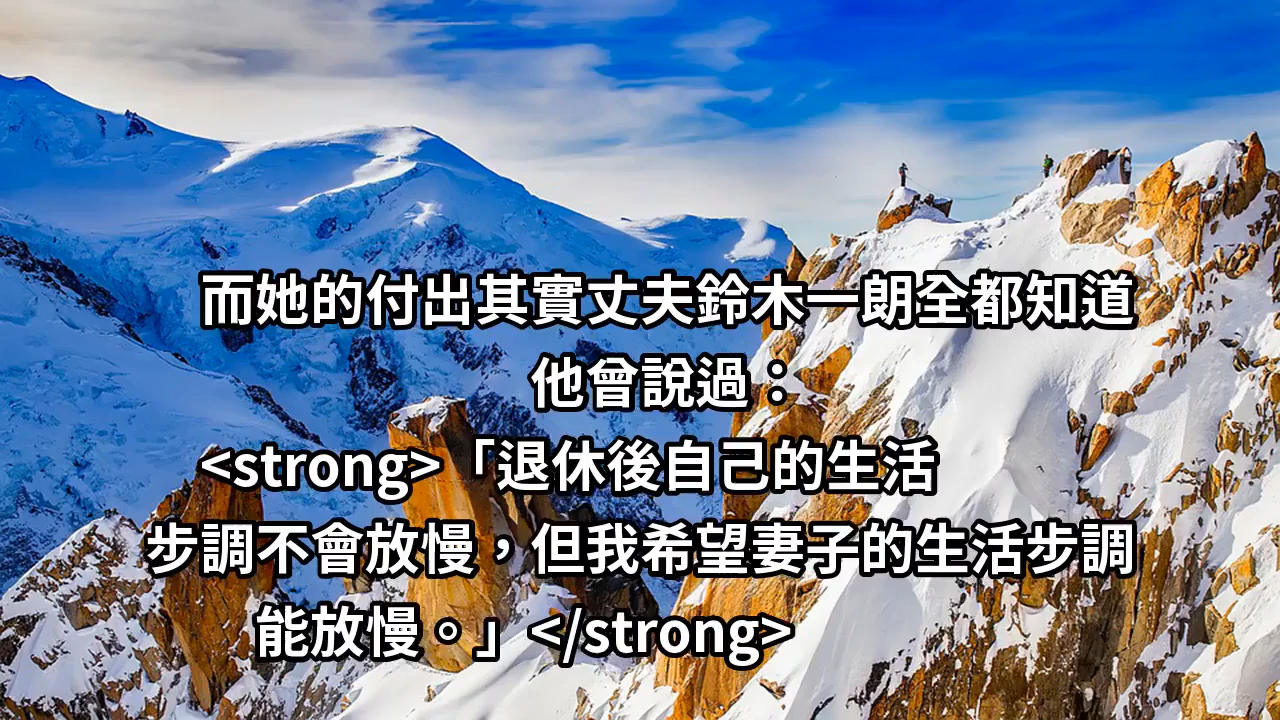 而她的付出其實丈夫鈴木一朗全都知道
他曾說過：
<strong>「退休後自己的生活
步調不會放慢，但我希望妻子的生活步調
能放慢。」</strong>